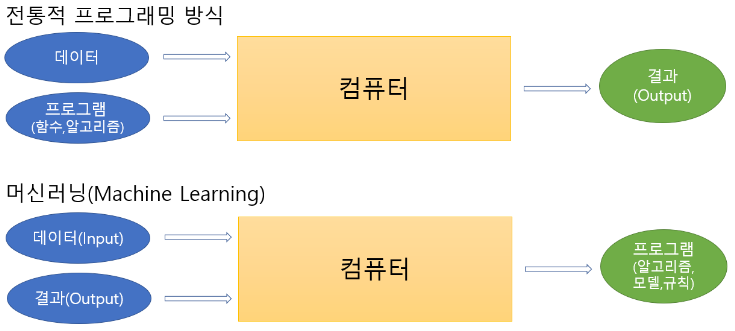 전통적 프로그래밍 방식
데이터
프로그램
(함수,알고리즘)
컴퓨터
결과
(Output)
머신러닝(Machine Learning)
데이터(Input)
결과(Output)
컴퓨터
프로그램
(알고리즘,
모델,규칙)